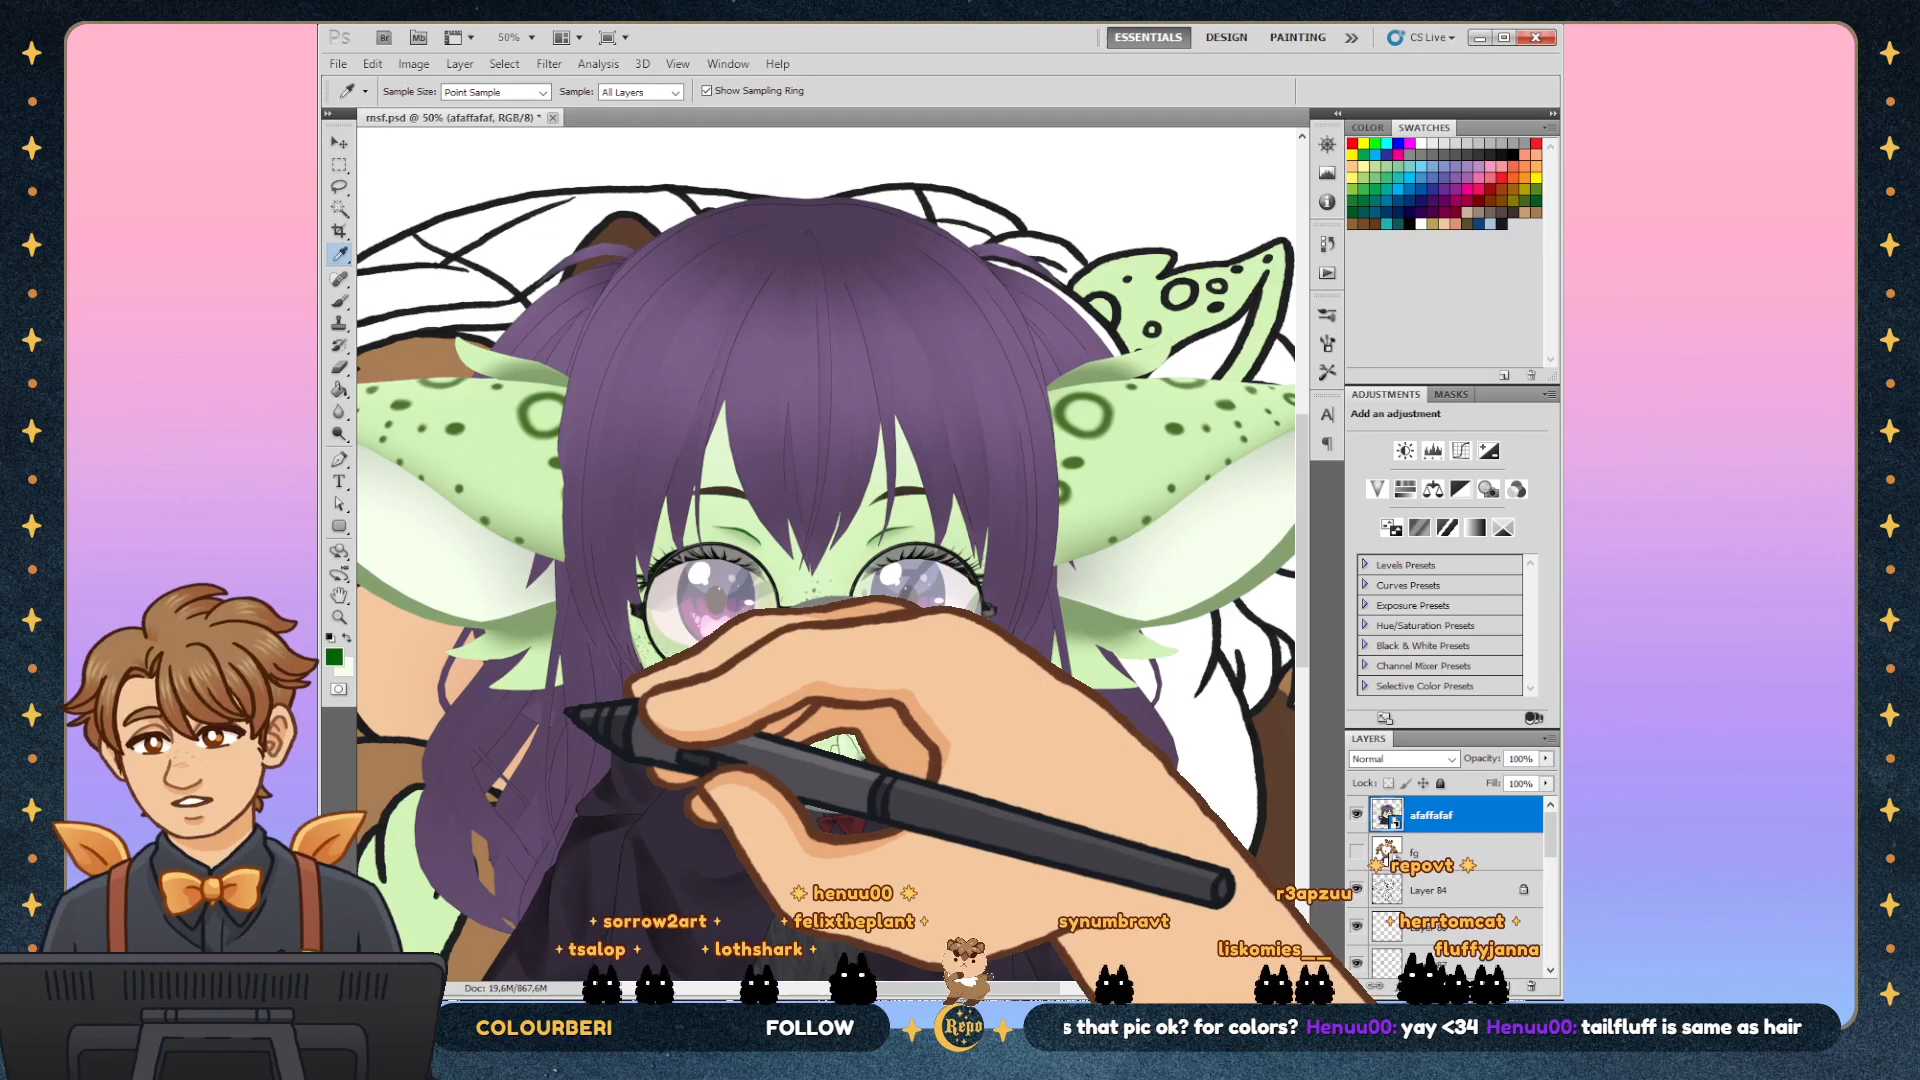 Ps
Br
Mb
50%
ESSENTIALS
DESIGN
PAINTING
CS Live
File Edit Image Layer Select Filter Analysis 3D View Window Help
Sample Size: Point Sample
Sample: All Layers
Show Sampling Ring
msf.psd @ 50% (afaffafaf, RGB/8) *
COLOR
SWATCHES
ADJUSTMENTS
MASKS
Add an adjustment
Levels Presets
Curves Presets
Exposure Presets
Hue/Saturation Presets
Black & White Presets
Channel Mixer Presets
Selective Color Presets
LAYERS
Normal
Opacity: 100%
Lock:
Fill: 100%
afaffafaf
fg
repovt
Layer 84
henuu00
r3apzuu
sorrow2art
felixtheplant
synumbravt
herrtomcat
tsalop
lothshark
liskomies__
fluffyjanna
Doc: 19,6M/867,6M
COLOURBERI
FOLLOW
Repo
s that pic ok? for colors? Henuu00: yay <34 Henuu00: tailfluff is same as hair